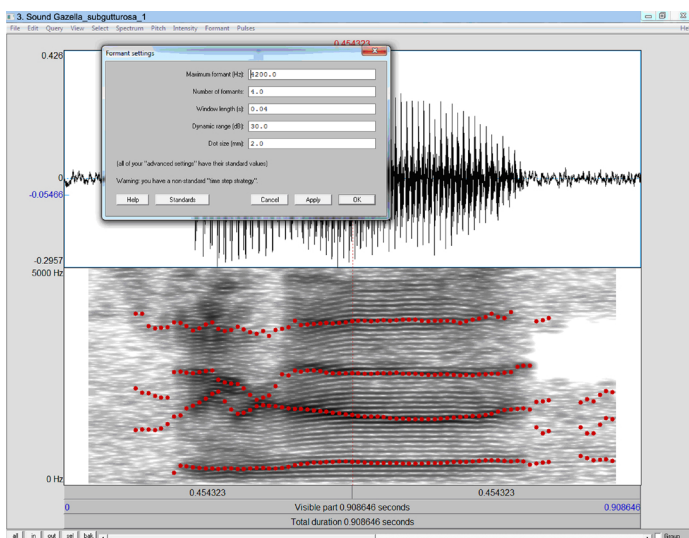 3. Sound Gazella_subgutturosa_1
File Edit Query View Select Spectrum Pitch Intensity Formant Pulses
He
0.454323
0.426
Formant settings
Maximum formant (Hz): 4200.0
Number of formants: 4.0
Window length (s): 0.04
Dynamic range (dB): 30.0
Dot size (mm): 2.0
(all of your "advanced settings" have their standard values)
Warning: you have a non-standard "time step strategy".
Help Standards Cancel Apply OK
0
-0.05466
-0.2957
5000 Hz
0 Hz
0.454323 0.454323
0 Visible part 0.908646 seconds 0.908646
Total duration 0.908646 seconds
all in out sel bak Group